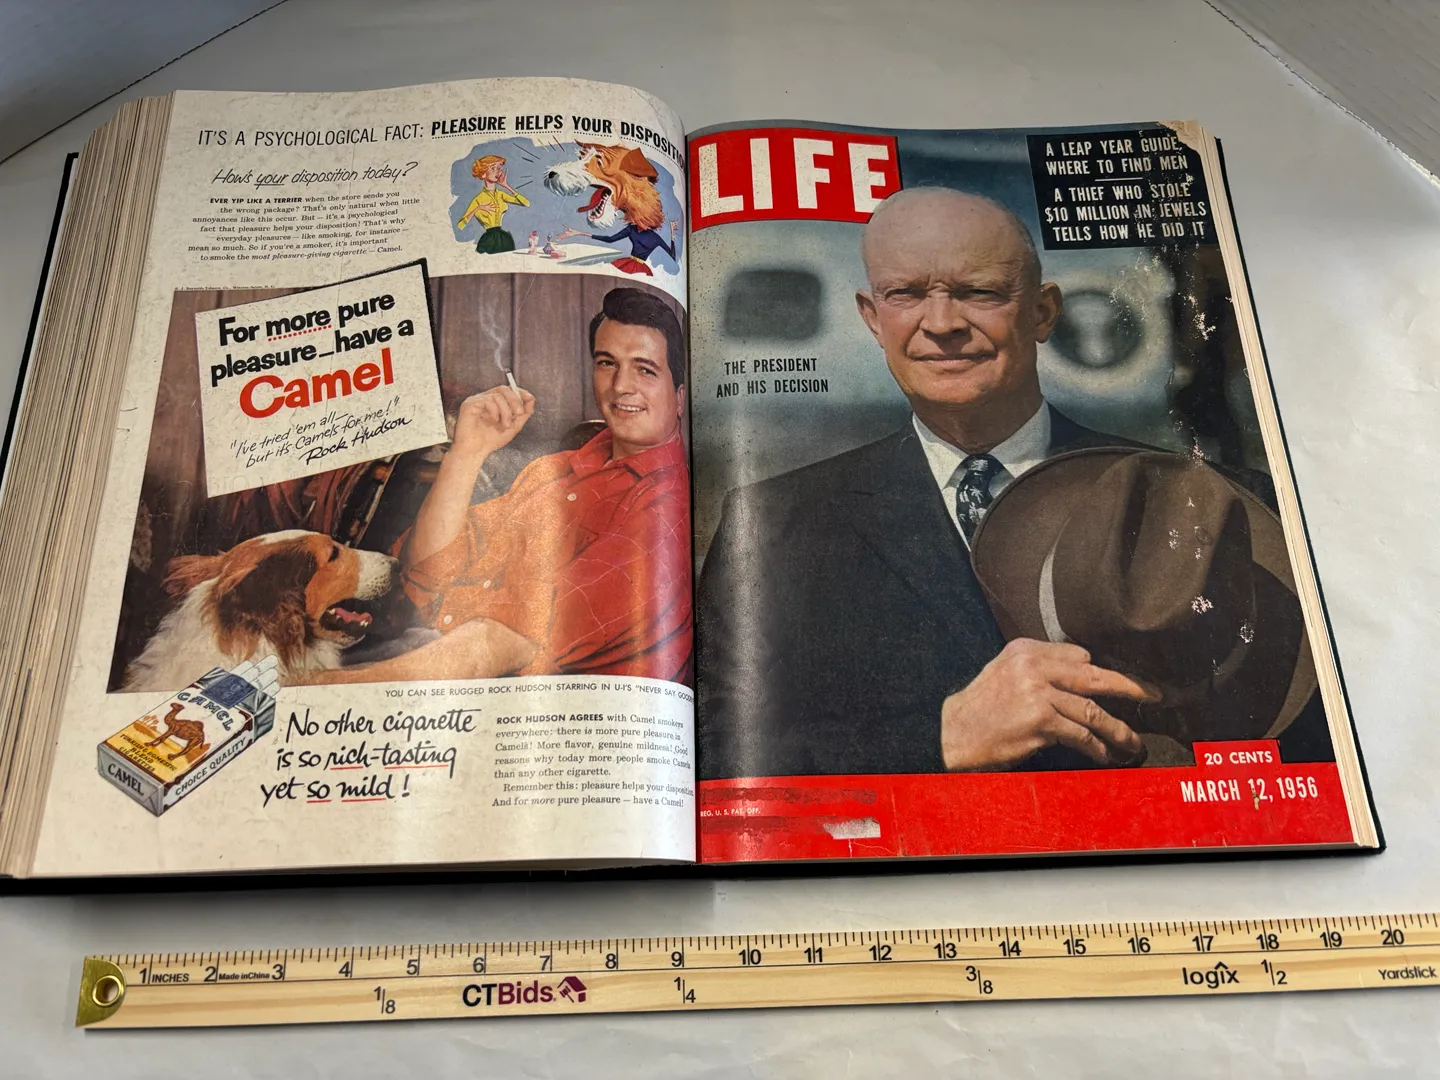 IT'S A PSYCHOLOGICAL FACT: PLEASURE HELPS YOUR DISPOSITIO
How's your disposition today?
EVER YIP LIKE A TERRIER when the store sends you
the wrong package? That's only natural when little
annoyances like this occur. But — it's a psychological
fact that pleasure helps your disposition! That's why
everyday pleasures — like smoking, for instance —
mean so much. So if you're a smoker, it's important
to smoke the most pleasure-giving cigarette — Camel.
R. J. Reynolds Tobacco Co., Winston-Salem, N. C.
For more pure
pleasure—have a
Camel
"I've tried 'em all—
but it's Camels for me!"
Rock Hudson
YOU CAN SEE RUGGED ROCK HUDSON STARRING IN U-I'S "NEVER SAY GOOD
CAMEL
CAMEL
CHOICE QUALITY
No other cigarette
is so rich-tasting
yet so mild!
ROCK HUDSON AGREES with Camel smokers
everywhere: there is more pure pleasure in
Camels! More flavor, genuine mildness! Good
reasons why today more people smoke Camels
than any other cigarette.
Remember this: pleasure helps your disposition.
And for more pure pleasure — have a Camel!
LIFE
A LEAP YEAR GUIDE,
WHERE TO FIND MEN
A THIEF WHO STOLE
$10 MILLION IN JEWELS
TELLS HOW HE DID IT
THE PRESIDENT
AND HIS DECISION
20 CENTS
MARCH 12, 1956
REG. U. S. PAT. OFF.
1 INCHES 2 Made in China 3 4 5 6 7 8 9 10 11 12 13 14 15 16 17 18 19 20
1/8 CTBids 1/4 3/8 logix 1/2 Yardstick